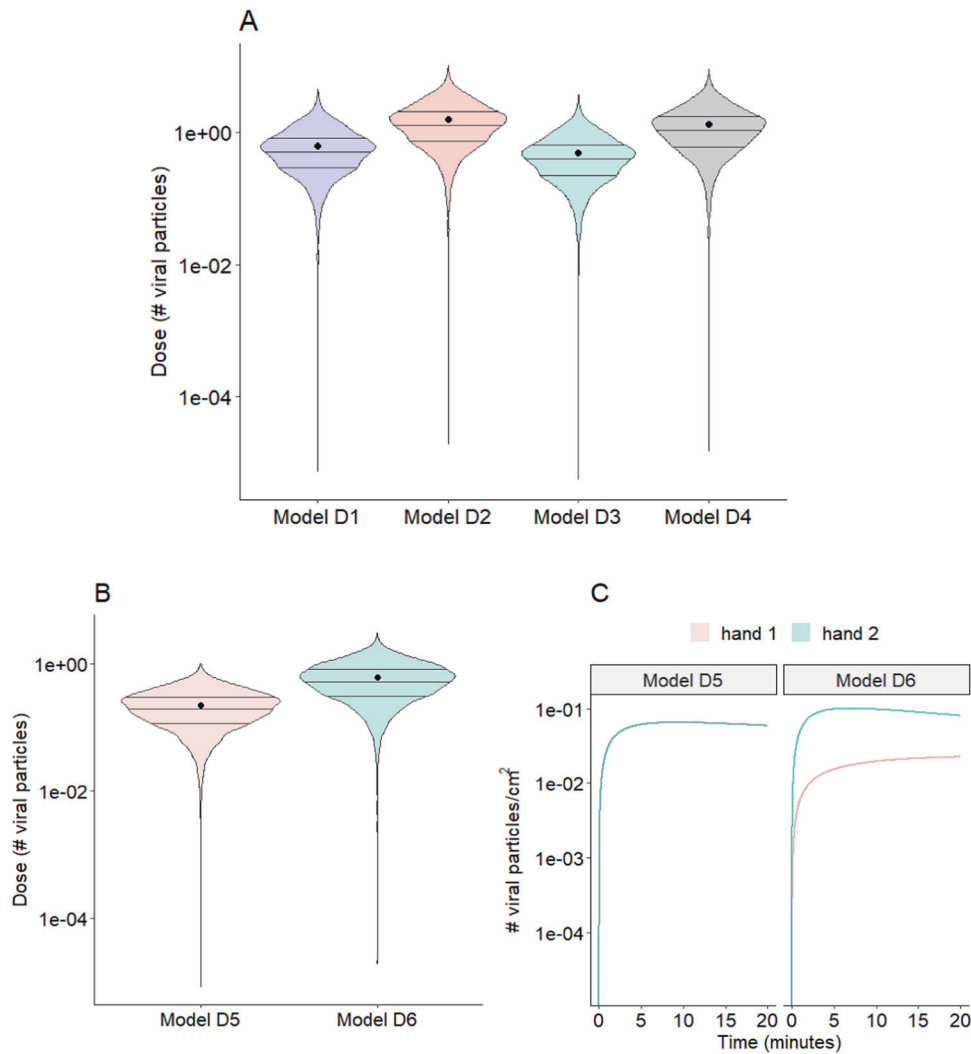 A
Dose (# viral particles)
1e+00
1e-02
1e-04
Model D1 Model D2 Model D3 Model D4
B
Dose (# viral particles)
1e+00
1e-02
1e-04
Model D5 Model D6
C
hand 1 hand 2
Model D5 Model D6
# viral particles/cm²
1e-01
1e-02
1e-03
1e-04
0 5 10 15 20 0 5 10 15 20
Time (minutes)